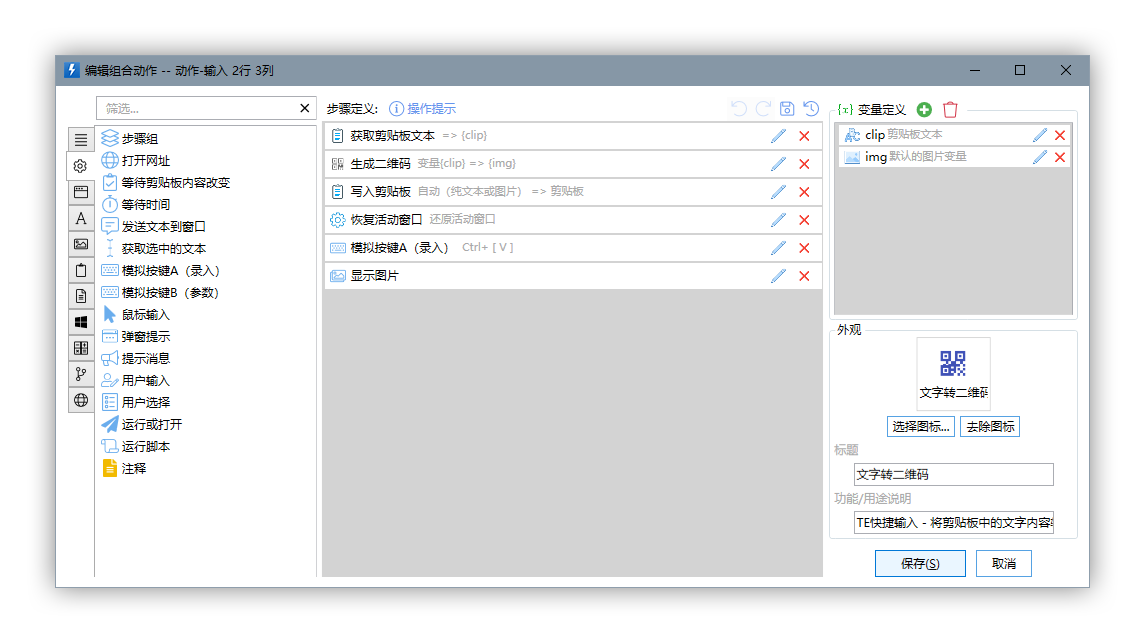 编辑组合动作 -- 动作-输入 2行 3列
筛选...
步骤组
打开网址
等待剪贴板内容改变
等待时间
发送文本到窗口
获取选中的文本
模拟按键A（录入）
模拟按键B（参数）
鼠标输入
弹窗提示
提示消息
用户输入
用户选择
运行或打开
运行脚本
注释
步骤定义: 操作提示
获取剪贴板文本 => {clip}
生成二维码 变量{clip} => {img}
写入剪贴板 自动（纯文本或图片） => 剪贴板
恢复活动窗口 还原活动窗口
模拟按键A（录入） Ctrl+ [ V ]
显示图片
{x} 变量定义
clip 剪贴板文本
img 默认的图片变量
外观
文字转二维码
选择图标... 去除图标
标题
文字转二维码
功能/用途说明
TE快捷输入 - 将剪贴板中的文字内容
保存(S) 取消